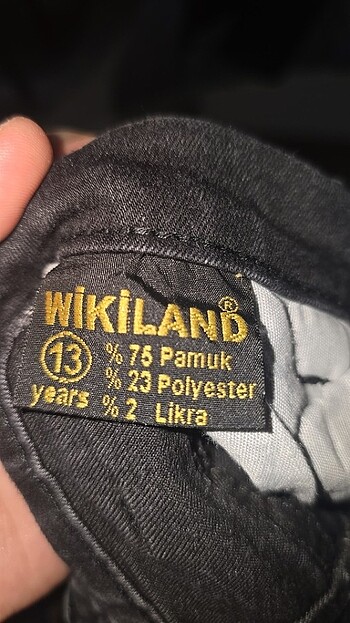 WiKiLAND®
13 years
% 75 Pamuk
% 23 Polyester
% 2 Likra